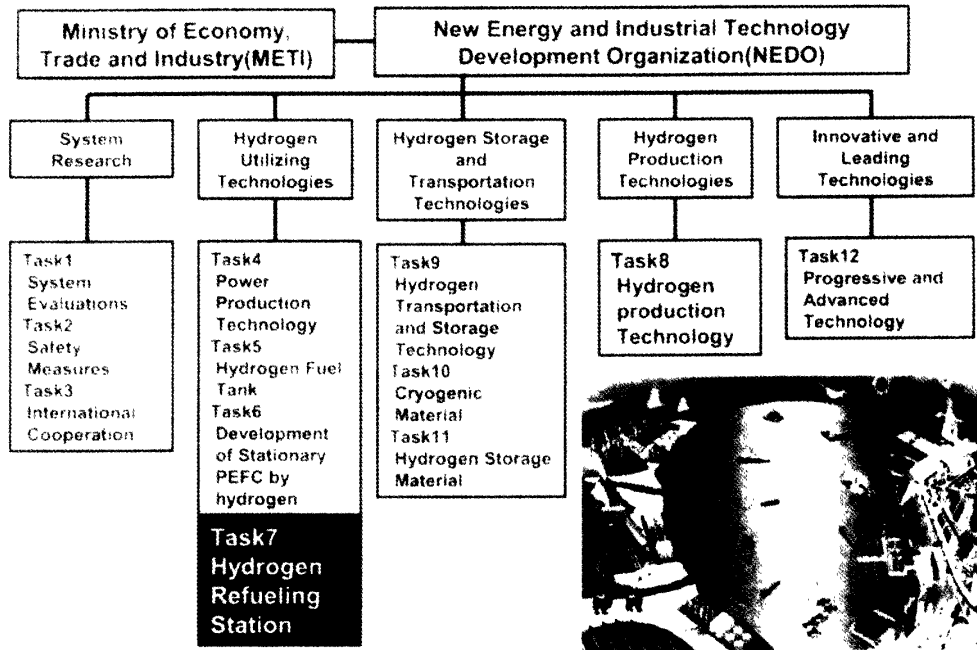 Ministry of Economy,
Trade and Industry(METI)
New Energy and Industrial Technology
Development Organization(NEDO)
System
Research
Hydrogen
Utilizing
Technologies
Hydrogen Storage
and
Transportation
Technologies
Hydrogen
Production
Technologies
Innovative and
Leading
Technologies
Task1
System
Evaluations
Task2
Safety
Measures
Task3
International
Cooperation
Task4
Power
Production
Technology
Task5
Hydrogen Fuel
Tank
Task6
Development
of Stationary
PEFC by
hydrogen
Task7
Hydrogen
Refueling
Station
Task9
Hydrogen
Transportation
and Storage
Technology
Task10
Cryogenic
Material
Task11
Hydrogen Storage
Material
Task8
Hydrogen
production
Technology
Task12
Progressive and
Advanced
Technology